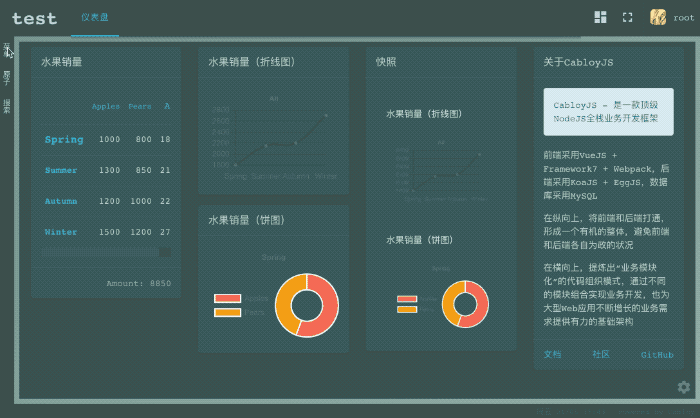 test
仪表盘
root
原子
搜索
水果销量
Apples Pears A
Spring 1000 800 18
Summer 1300 850 21
Autumn 1200 1000 22
Winter 1500 1200 27
Amount: 8850
水果销量（折线图）
All
Spring Summer Autumn Winter
水果销量（饼图）
Spring
Apples
Pears
快照
水果销量（折线图）
水果销量（饼图）
关于CabloyJS
CabloyJS - 是一款顶级
NodeJS全栈业务开发框架
前端采用VueJS +
Framework7 + Webpack，后
端采用KoaJS + EggJS，数据
库采用MySQL
在纵向上，将前端和后端打通，
形成一个有机的整体，避免前端
和后端各自为政的状况
在横向上，提炼出“业务模块
化”的代码组织模式，通过不同
的模块组合实现业务开发，也为
大型Web应用不断增长的业务需
求提供有力的基础架构
文档 社区 GitHub